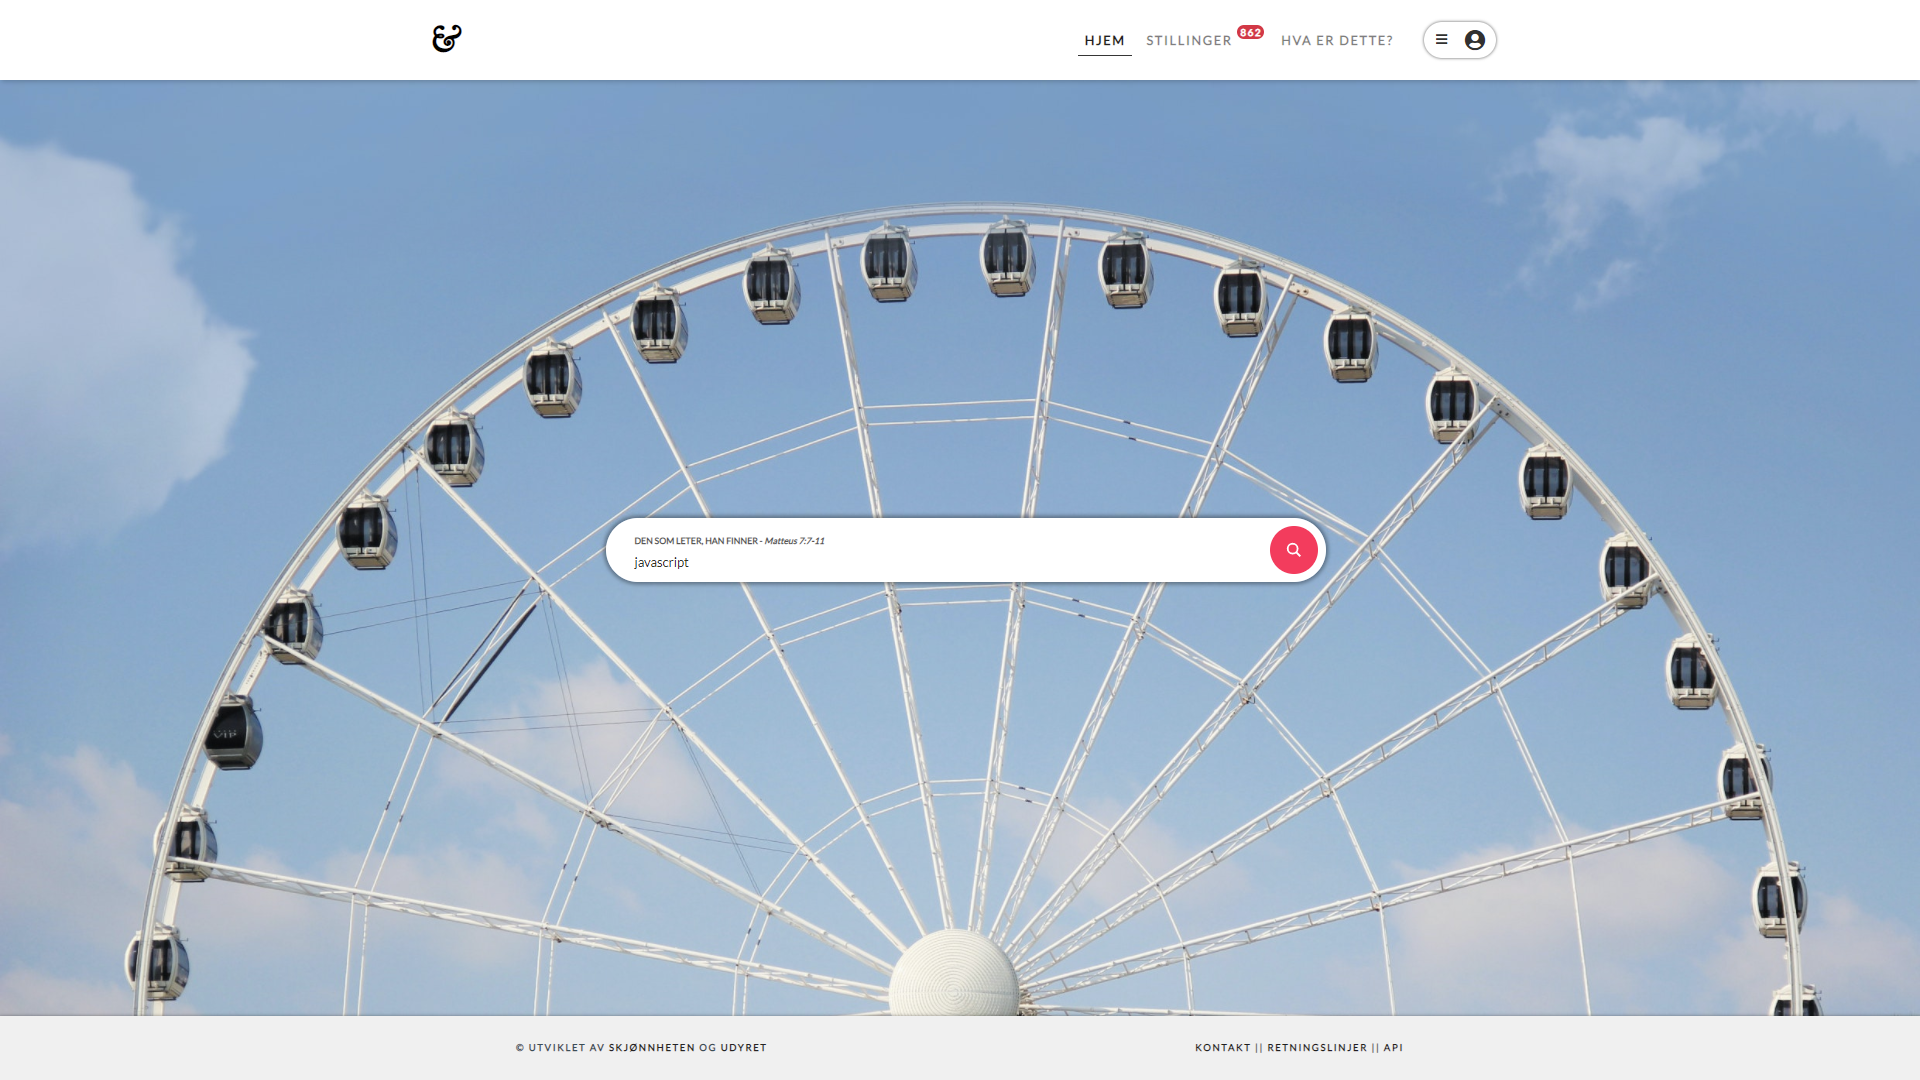 &
HJEM STILLINGER 862 HVA ER DETTE?
DEN SOM LETER, HAN FINNER - Matteus 7:7-11
javascript
VIP
© UTVIKLET AV SKJØNNHETEN OG UDYRET
KONTAKT || RETNINGSLINJER || API